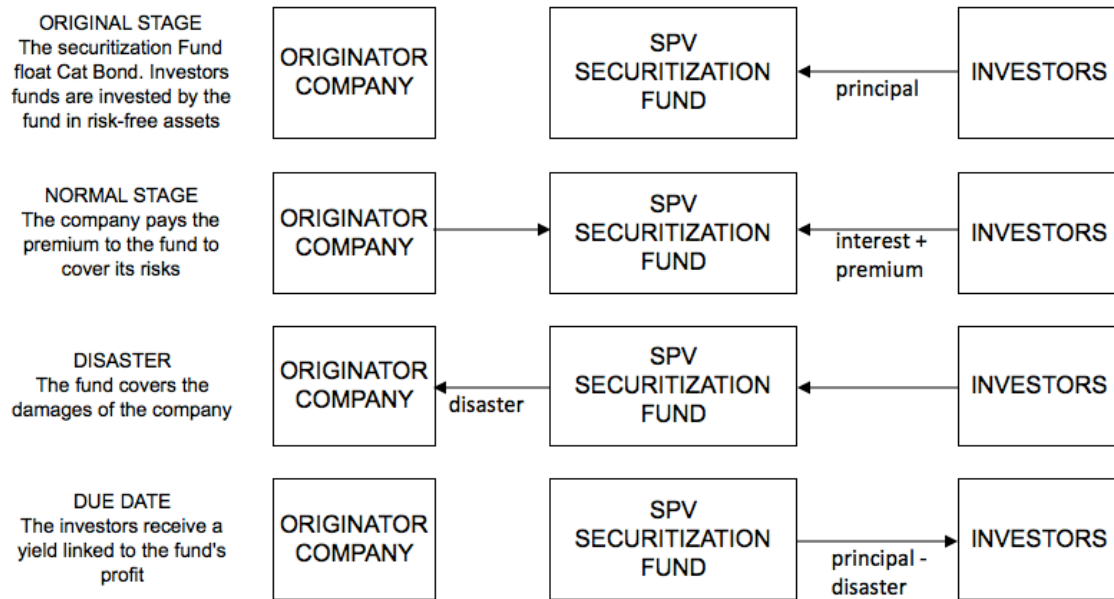 ORIGINAL STAGE
The securitization Fund
float Cat Bond. Investors
funds are invested by the
fund in risk-free assets
ORIGINATOR
COMPANY
SPV
SECURITIZATION
FUND
principal
INVESTORS
NORMAL STAGE
The company pays the
premium to the fund to
cover its risks
ORIGINATOR
COMPANY
SPV
SECURITIZATION
FUND
interest +
premium
INVESTORS
DISASTER
The fund covers the
damages of the company
ORIGINATOR
COMPANY
disaster
SPV
SECURITIZATION
FUND
INVESTORS
DUE DATE
The investors receive a
yield linked to the fund's
profit
ORIGINATOR
COMPANY
SPV
SECURITIZATION
FUND
principal -
disaster
INVESTORS